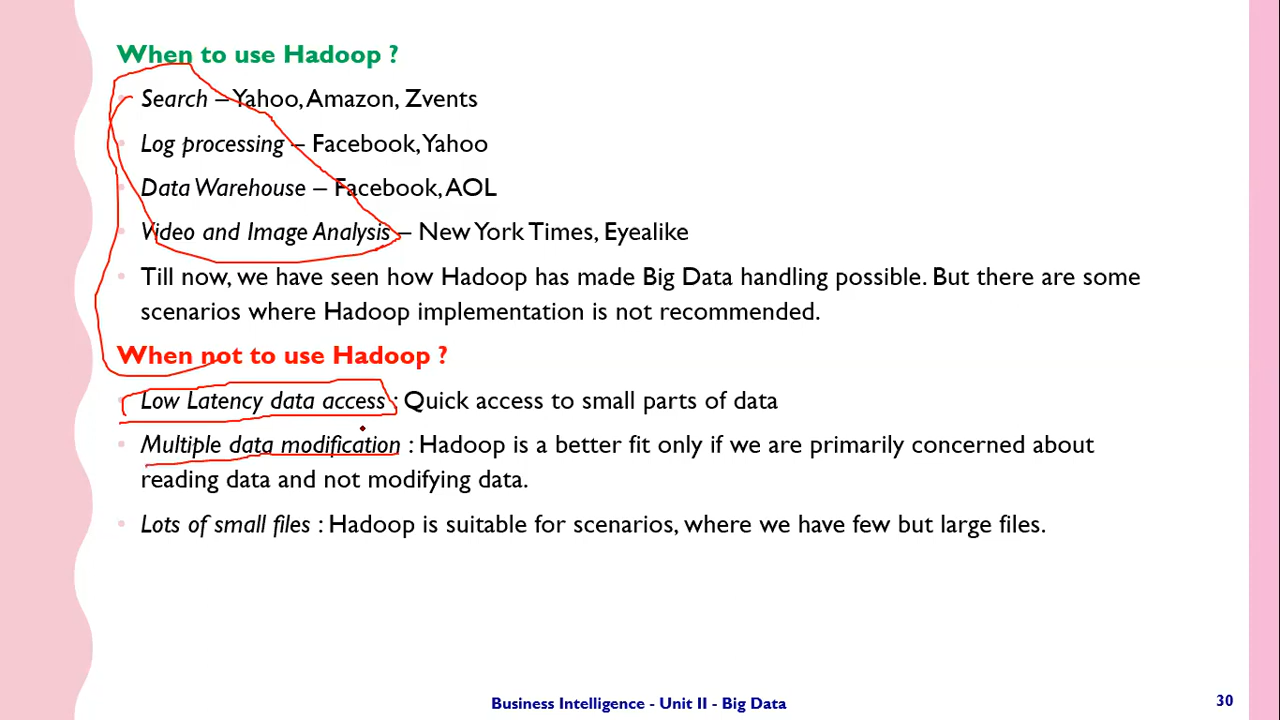 When to use Hadoop ?
• Search – Yahoo, Amazon, Zvents
• Log processing – Facebook, Yahoo
• Data Warehouse – Facebook, AOL
• Video and Image Analysis – New York Times, Eyealike
• Till now, we have seen how Hadoop has made Big Data handling possible. But there are some
scenarios where Hadoop implementation is not recommended.
When not to use Hadoop ?
• Low Latency data access : Quick access to small parts of data
• Multiple data modification : Hadoop is a better fit only if we are primarily concerned about
reading data and not modifying data.
• Lots of small files : Hadoop is suitable for scenarios, where we have few but large files.
Business Intelligence - Unit II - Big Data
30